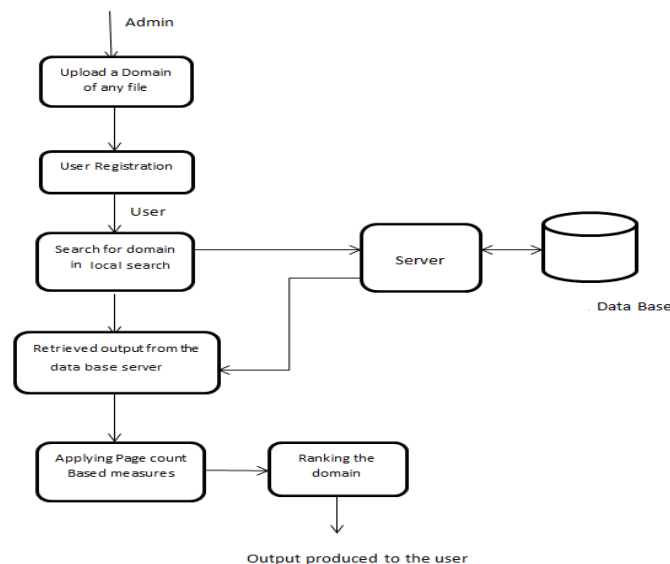 Admin
Upload a Domain
of any file
User Registration
User
Search for domain
in local search
Server
. Data Base
Retrieved output from the
data base server
Applying Page count
Based measures
Ranking the
domain
Output produced to the user